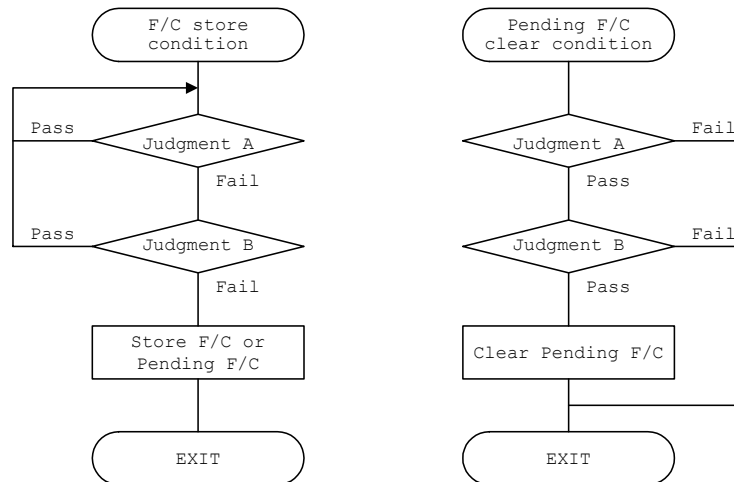 F/C store
condition
Pass
Judgment A
Fail
Pass
Judgment B
Fail
Store F/C or
Pending F/C
EXIT
Pending F/C
clear condition
Judgment A
Fail
Pass
Judgment B
Fail
Pass
Clear Pending F/C
EXIT